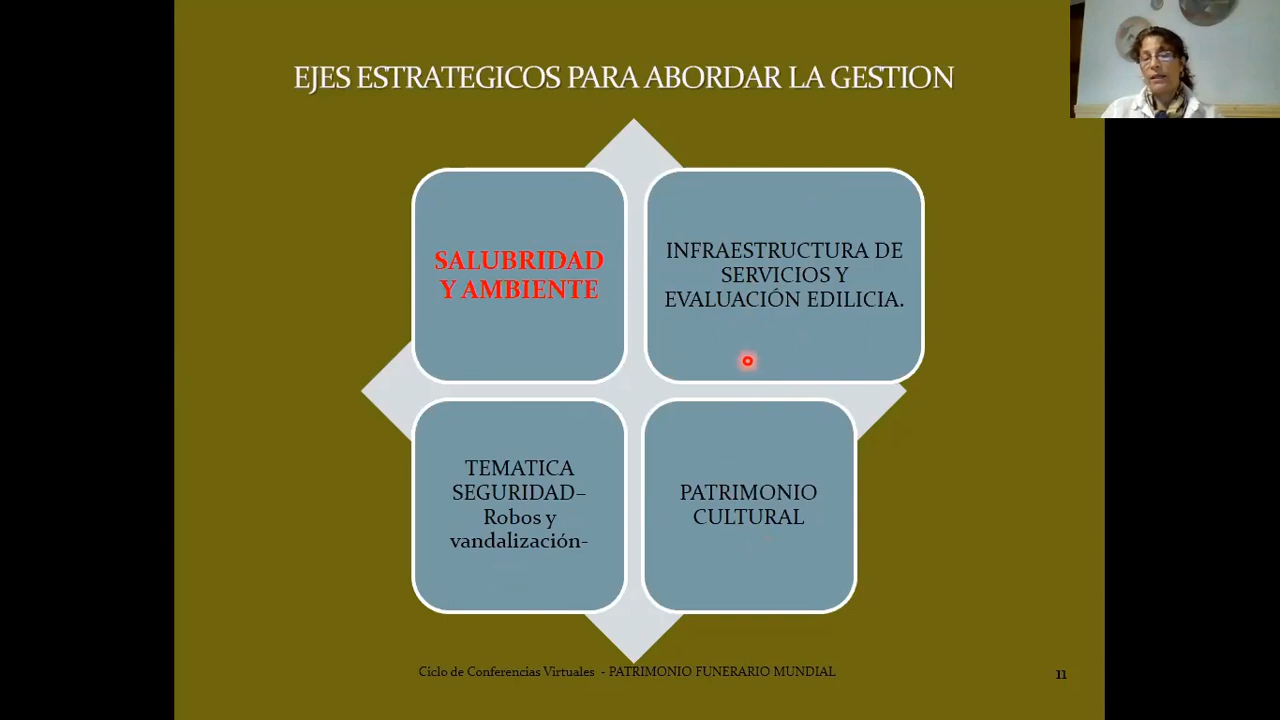 EJES ESTRATEGICOS PARA ABORDAR LA GESTION
SALUBRIDAD
Y AMBIENTE
INFRAESTRUCTURA DE
SERVICIOS Y
EVALUACIÓN EDILICIA.
TEMATICA
SEGURIDAD–
Robos y
vandalización-
PATRIMONIO
CULTURAL
Ciclo de Conferencias Virtuales - PATRIMONIO FUNERARIO MUNDIAL
11